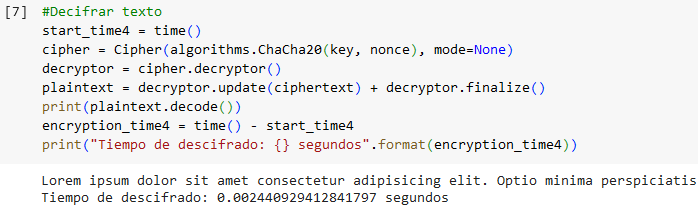 [7] #Decifrar texto
start_time4 = time()
cipher = Cipher(algorithms.ChaCha20(key, nonce), mode=None)
decryptor = cipher.decryptor()
plaintext = decryptor.update(ciphertext) + decryptor.finalize()
print(plaintext.decode())
encryption_time4 = time() - start_time4
print("Tiempo de descifrado: {} segundos".format(encryption_time4))
Lorem ipsum dolor sit amet consectetur adipisicing elit. Optio minima perspiciatis
Tiempo de descifrado: 0.002440929412841797 segundos